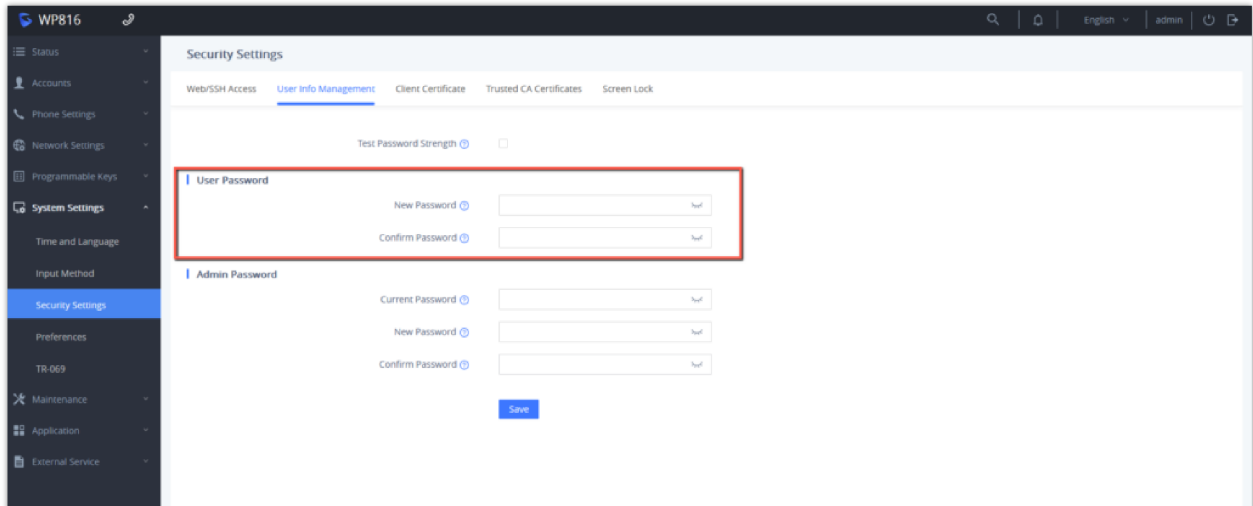 WP816
English
admin
Status
Accounts
Phone Settings
Network Settings
Programmable Keys
System Settings
Time and Language
Input Method
Security Settings
Preferences
TR-069
Maintenance
Application
External Service
Security Settings
Web/SSH Access User Info Management Client Certificate Trusted CA Certificates Screen Lock
Test Password Strength
User Password
New Password
Confirm Password
Admin Password
Current Password
New Password
Confirm Password
Save